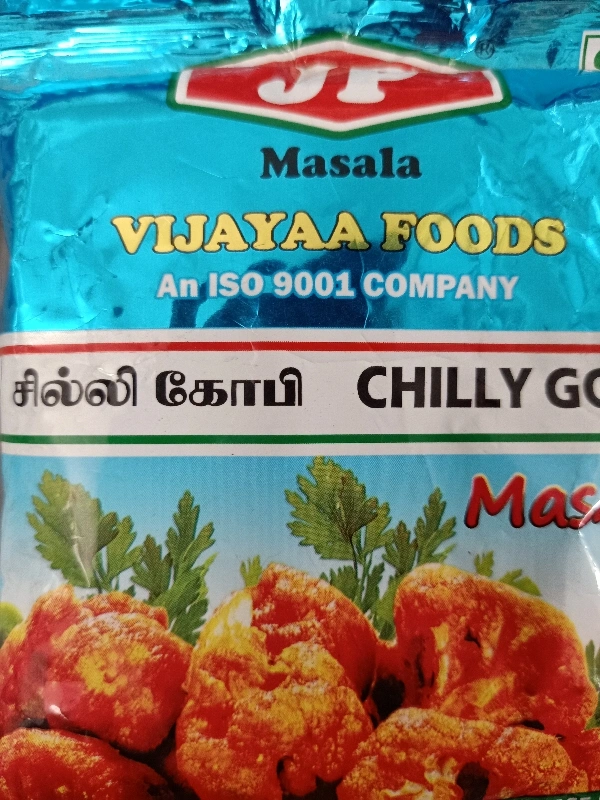 JP ®
Masala
VIJAYAA FOODS
An ISO 9001 COMPANY
சில்லி கோபி CHILLY GO
Mas